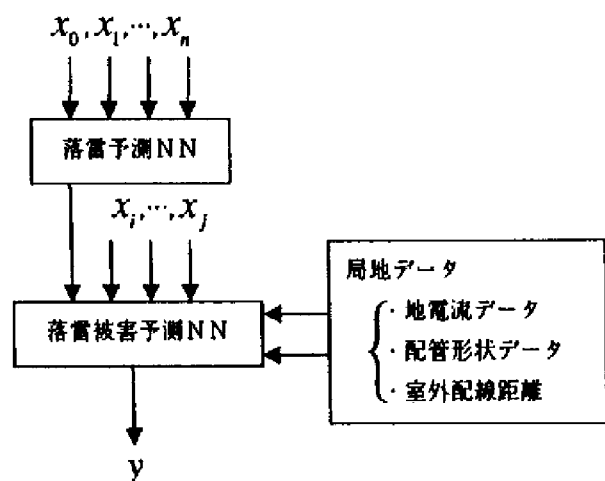 x₀, x₁, ⋯, xₙ
落雷予測NN
xᵢ, ⋯, xⱼ
局地データ
・地電流データ
落雷被害予測NN
・配管形状データ
・室外配線距離
y